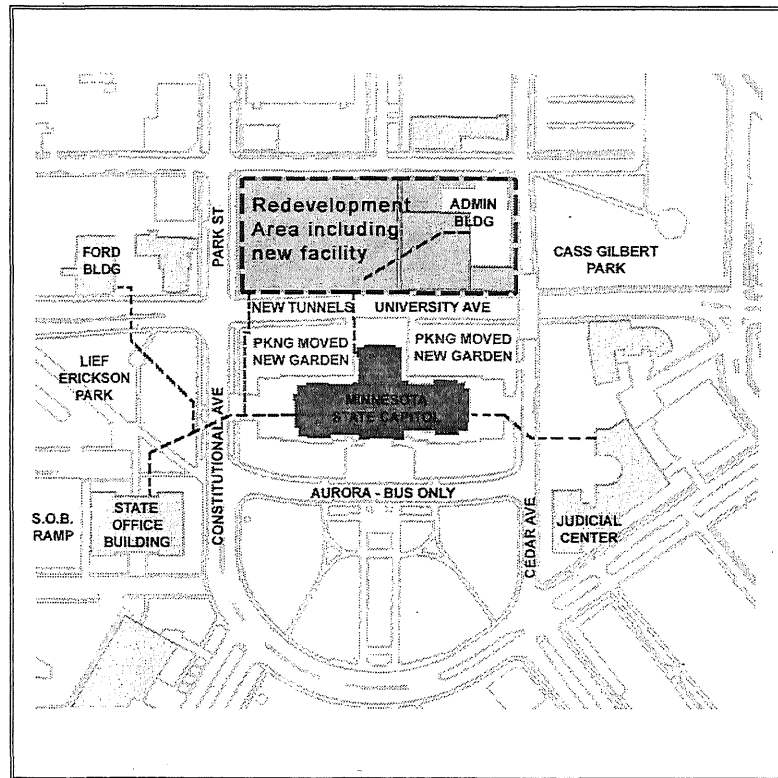 Redevelopment
Area including
new facility
ADMIN
BLDG
PARK ST
FORD
BLDG
CASS GILBERT
PARK
NEW TUNNELS
UNIVERSITY AVE
PKNG MOVED
NEW GARDEN
PKNG MOVED
NEW GARDEN
LIEF
ERICKSON
PARK
MINNESOTA
STATE CAPITOL
CONSTITUTIONAL AVE
AURORA - BUS ONLY
S.O.B.
RAMP
STATE
OFFICE
BUILDING
CEDAR AVE
JUDICIAL
CENTER